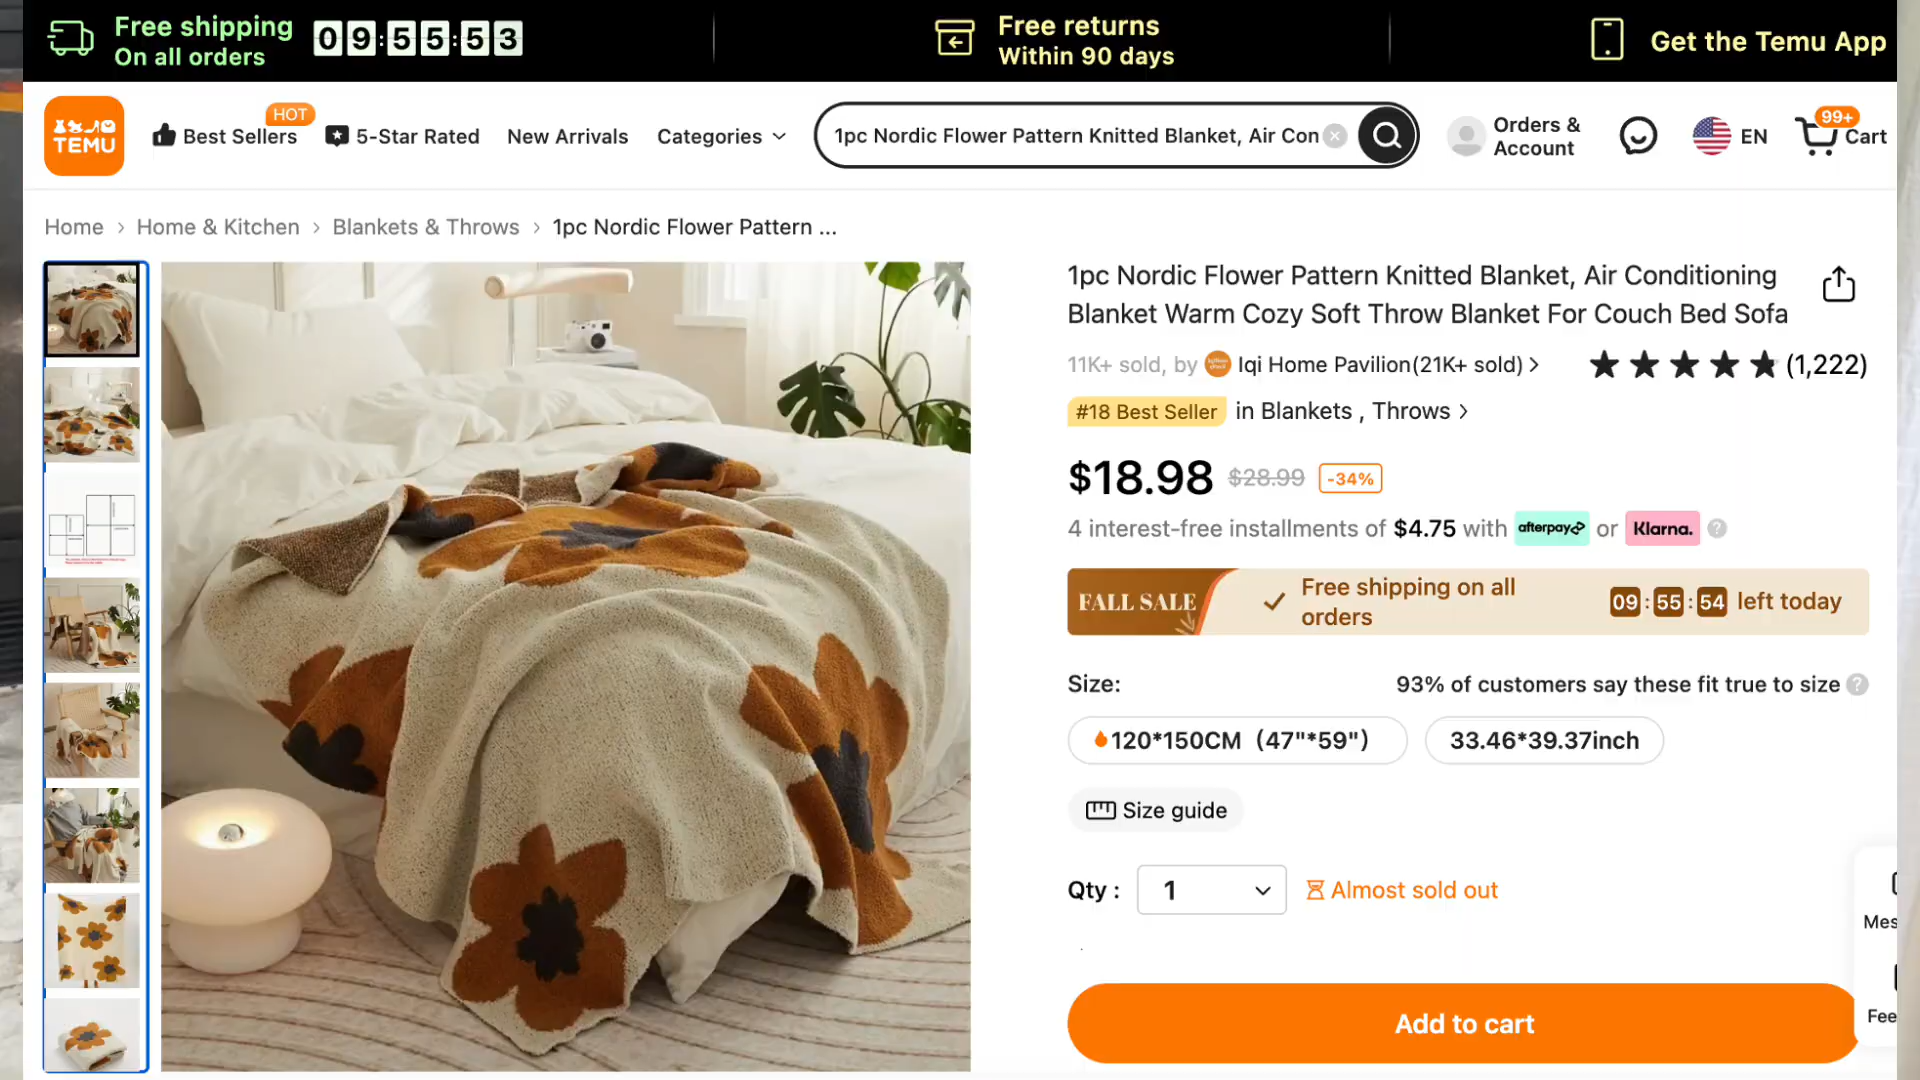 Free shipping
On all orders
09:55:53
Free returns
Within 90 days
Get the Temu App
TEMU
Best Sellers
HOT
5-Star Rated
New Arrivals
Categories
1pc Nordic Flower Pattern Knitted Blanket, Air Con
Orders &
Account
EN
99+
Cart
Home › Home & Kitchen › Blankets & Throws › 1pc Nordic Flower Pattern ...
1pc Nordic Flower Pattern Knitted Blanket, Air Conditioning
Blanket Warm Cozy Soft Throw Blanket For Couch Bed Sofa
11K+ sold, by Iqi Home Pavilion(21K+ sold) >
(1,222)
#18 Best Seller in Blankets , Throws >
$18.98 $28.99 -34%
4 interest-free installments of $4.75 with afterpay or Klarna. ?
FALL SALE
Free shipping on all
orders
09 : 55 : 54 left today
Size:
93% of customers say these fit true to size ?
120*150CM (47"*59")
33.46*39.37inch
Size guide
Qty :
1
Almost sold out
Mes
Fee
Add to cart